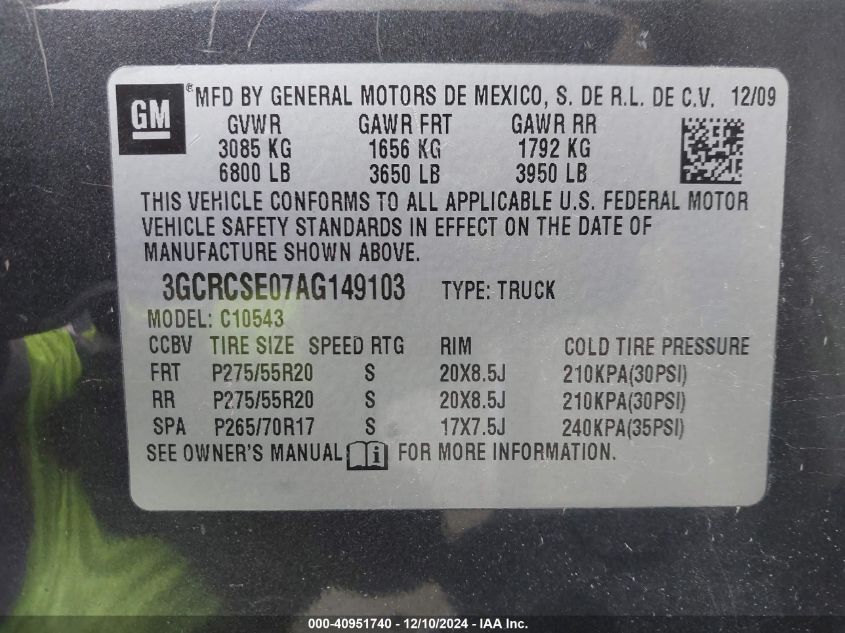 GM ® MFD BY GENERAL MOTORS DE MEXICO, S. DE R.L. DE C.V. 12/09
GVWR GAWR FRT GAWR RR
3085 KG 1656 KG 1792 KG
6800 LB 3650 LB 3950 LB
THIS VEHICLE CONFORMS TO ALL APPLICABLE U.S. FEDERAL MOTOR
VEHICLE SAFETY STANDARDS IN EFFECT ON THE DATE OF
MANUFACTURE SHOWN ABOVE.
3GCRCSE07AG149103 TYPE: TRUCK
MODEL: C10543
CCBV TIRE SIZE SPEED RTG RIM COLD TIRE PRESSURE
FRT P275/55R20 S 20X8.5J 210KPA(30PSI)
RR P275/55R20 S 20X8.5J 210KPA(30PSI)
SPA P265/70R17 S 17X7.5J 240KPA(35PSI)
SEE OWNER'S MANUAL i FOR MORE INFORMATION.
000-40951740 - 12/10/2024 - IAA Inc.